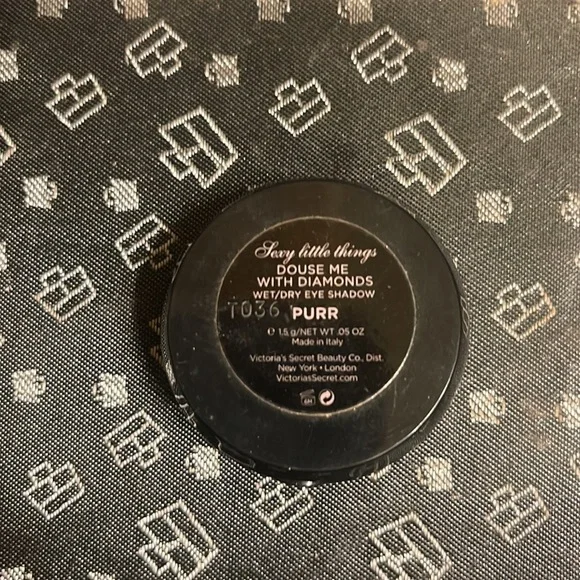 Sexy little things
DOUSE ME
WITH DIAMONDS
WET/DRY EYE SHADOW
T036 PURR
℮ 1.5 g/NET WT .05 OZ
Made in Italy
Victoria's Secret Beauty Co., Dist.
New York • London
VictoriasSecret.com